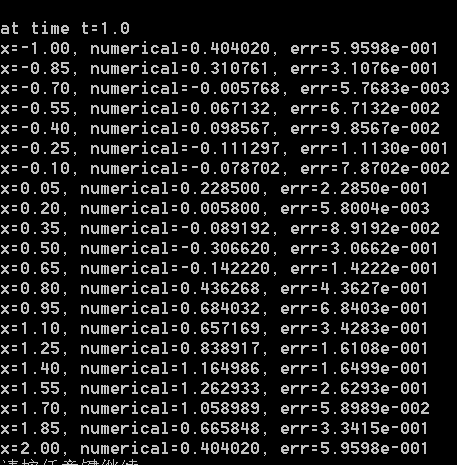 at time t=1.0
x=-1.00, numerical=0.404020, err=5.9598e-001
x=-0.85, numerical=0.310761, err=3.1076e-001
x=-0.70, numerical=-0.005768, err=5.7683e-003
x=-0.55, numerical=0.067132, err=6.7132e-002
x=-0.40, numerical=0.098567, err=9.8567e-002
x=-0.25, numerical=-0.111297, err=1.1130e-001
x=-0.10, numerical=-0.078702, err=7.8702e-002
x=0.05, numerical=0.228500, err=2.2850e-001
x=0.20, numerical=0.005800, err=5.8004e-003
x=0.35, numerical=-0.089192, err=8.9192e-002
x=0.50, numerical=-0.306620, err=3.0662e-001
x=0.65, numerical=-0.142220, err=1.4222e-001
x=0.80, numerical=0.436268, err=4.3627e-001
x=0.95, numerical=0.684032, err=6.8403e-001
x=1.10, numerical=0.657169, err=3.4283e-001
x=1.25, numerical=0.838917, err=1.6108e-001
x=1.40, numerical=1.164986, err=1.6499e-001
x=1.55, numerical=1.262933, err=2.6293e-001
x=1.70, numerical=1.058989, err=5.8989e-002
x=1.85, numerical=0.665848, err=3.3415e-001
x=2.00, numerical=0.404020, err=5.9598e-001
请按任意键继续